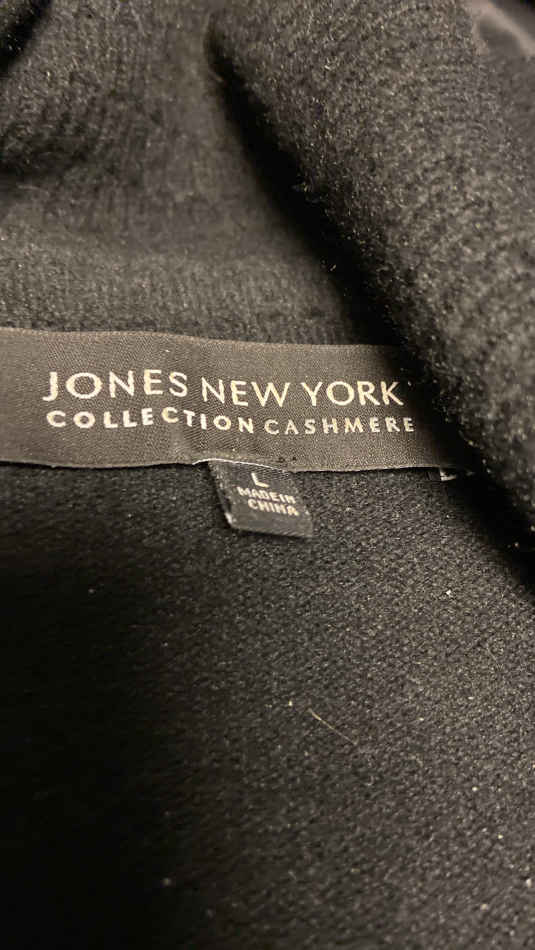 JONES NEW YORK
COLLECTION CASHMERE
L
MADE IN
CHINA